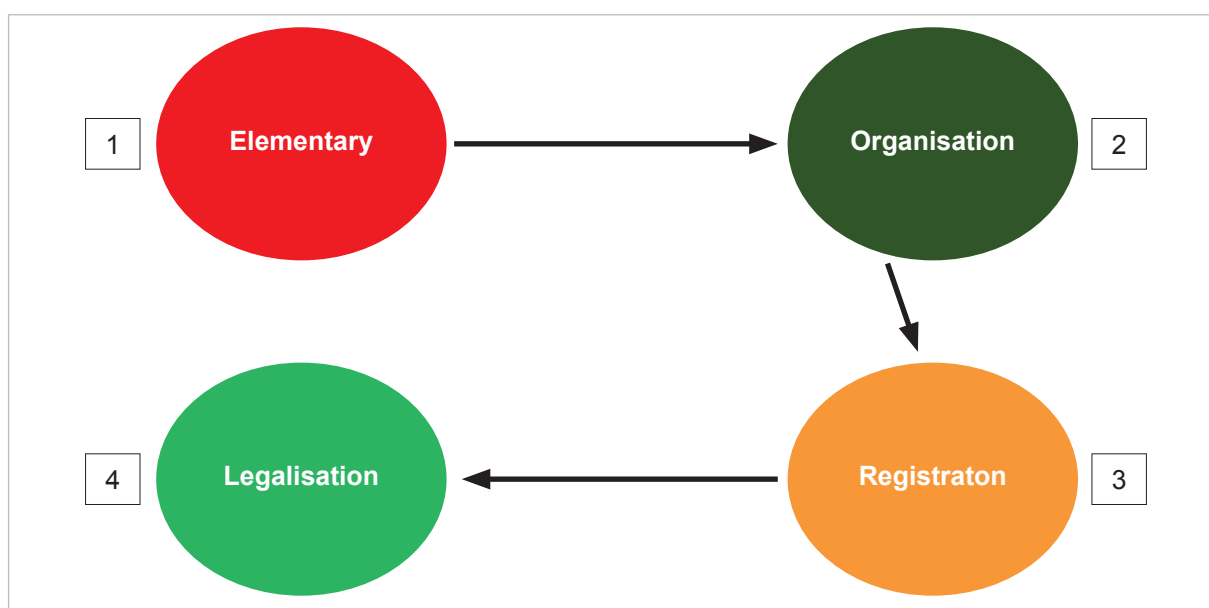 1
Elementary
Organisation
2
4
Legalisation
Registraton
3